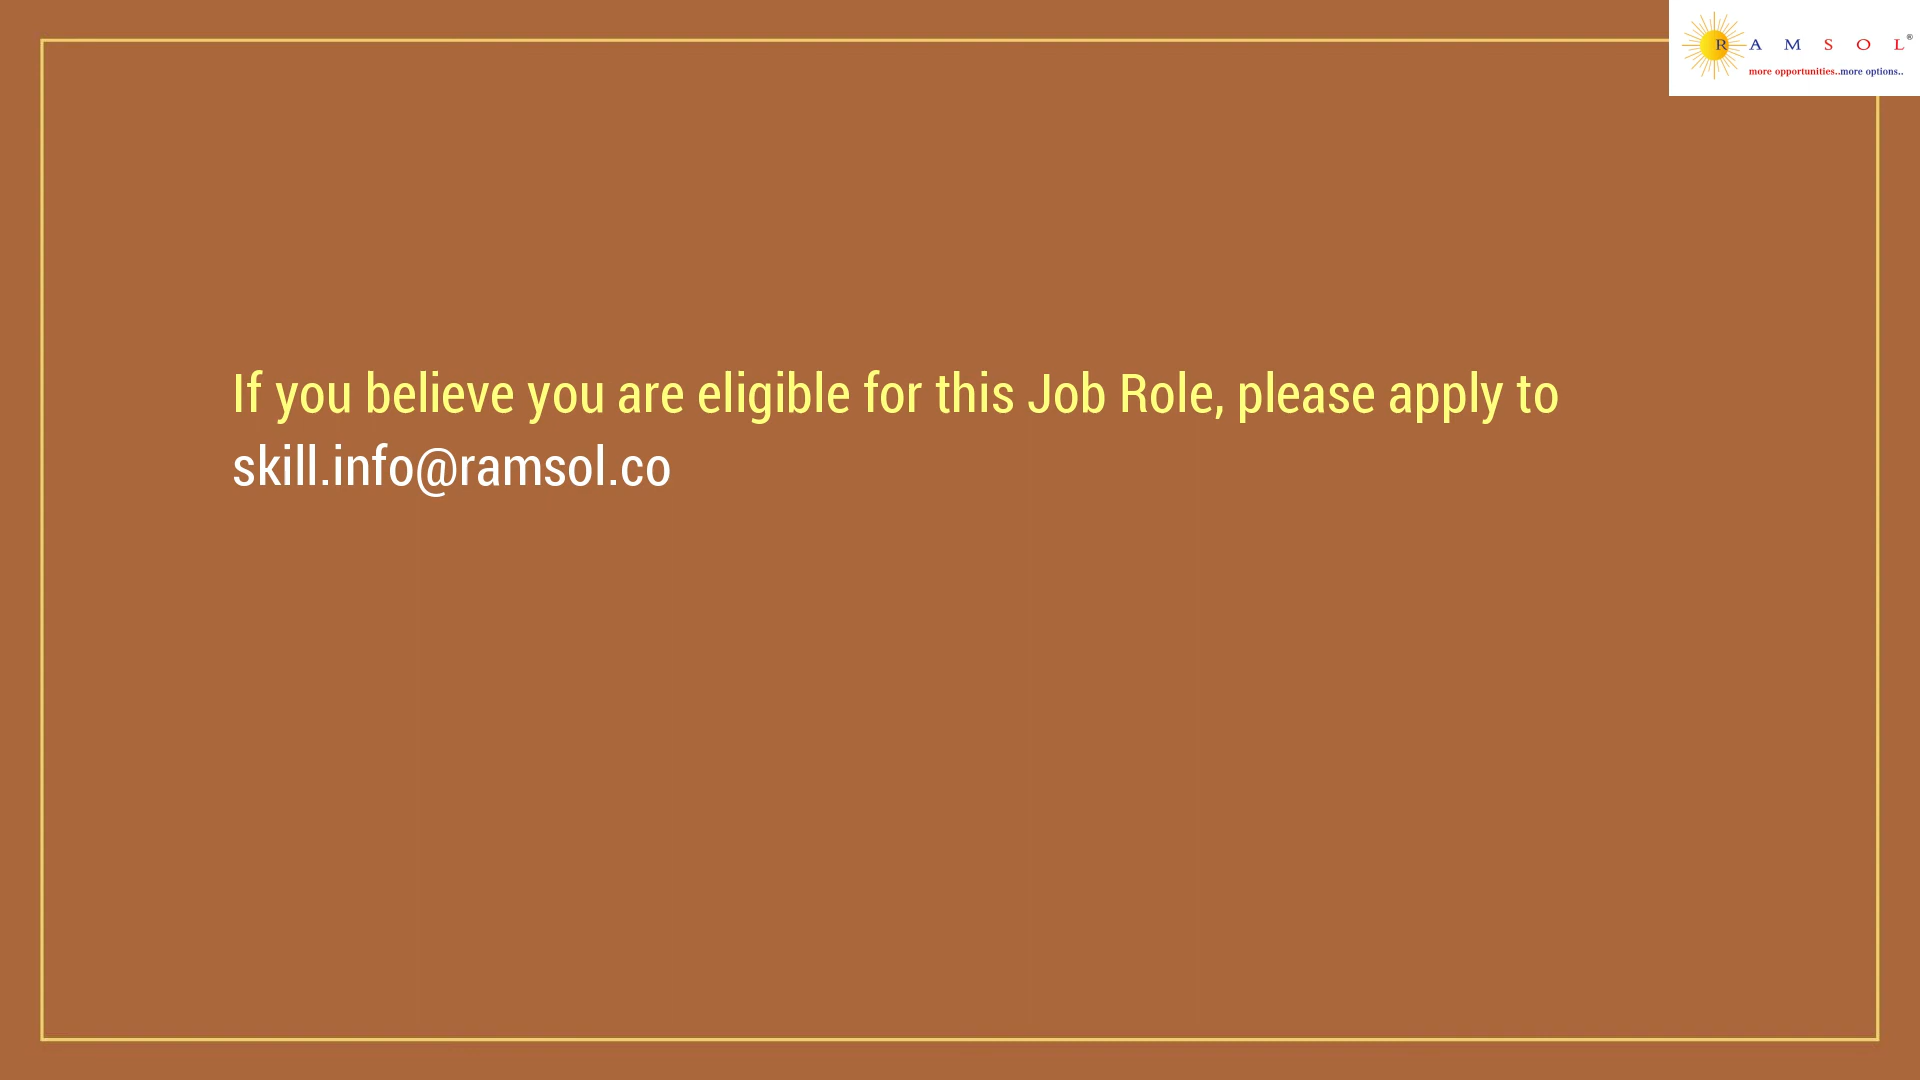 R A M S O L ®
more opportunities..more options..
If you believe you are eligible for this Job Role, please apply to
skill.info@ramsol.co